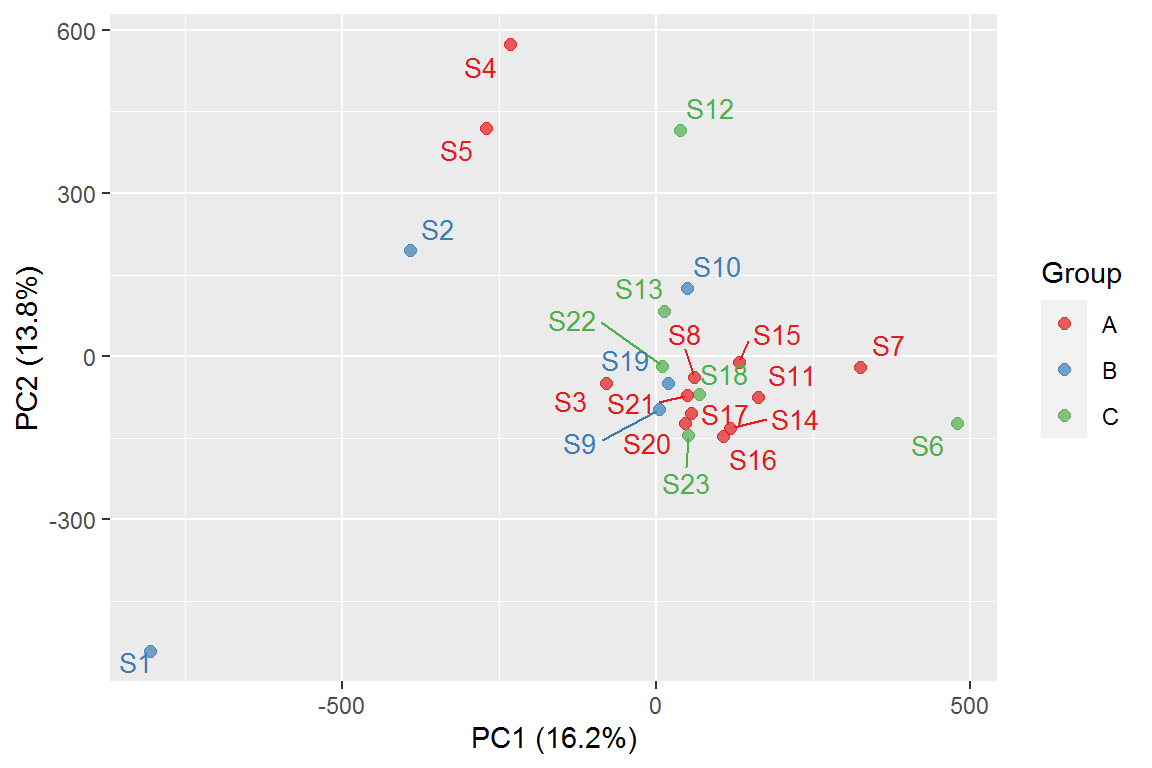 600
300
0
-300
PC2 (13.8%)
S4
S12
S5
S2
S10
S13
S22
S8
S15
S7
S19
S18
S11
S3
S21
S17
S14
S9
S20
S6
S16
S23
S1
-500
0
500
PC1 (16.2%)
Group
A
B
C